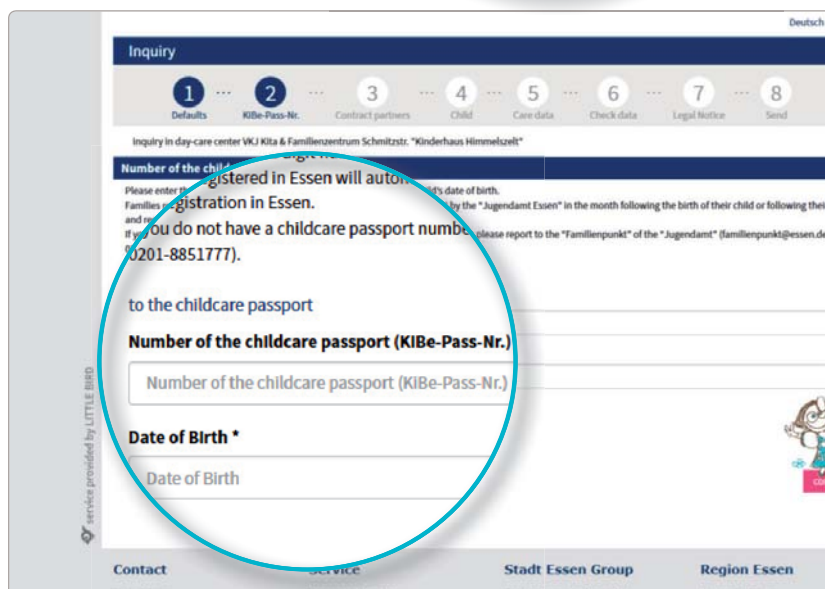 Deutsch
Inquiry
1 ... 2 ... 3 ... 4 ... 5 ... 6 ... 7 ... 8
Defaults KiBe-Pass-Nr. Contract partners Child Care data Check data Legal Notice Send
Inquiry in day-care center VKJ Kita & Familienzentrum Schmitzstr. "Kinderhaus Himmelszelt"
Number of the child
Please enter the child's date of birth.
Families registered in Essen will by the "Jugendamt Essen" in the month following the birth of their child or following their
and registration in Essen.
If you do not have a childcare passport number please report to the "Familienpunkt" of the "Jugendamt" (familienpunkt@essen.de
0201-8851777).
to the childcare passport
Number of the childcare passport (KiBe-Pass-Nr.)
Number of the childcare passport (KiBe-Pass-Nr.)
Date of Birth *
Date of Birth
service provided by LITTLE BIRD
Contact Service Stadt Essen Group Region Essen